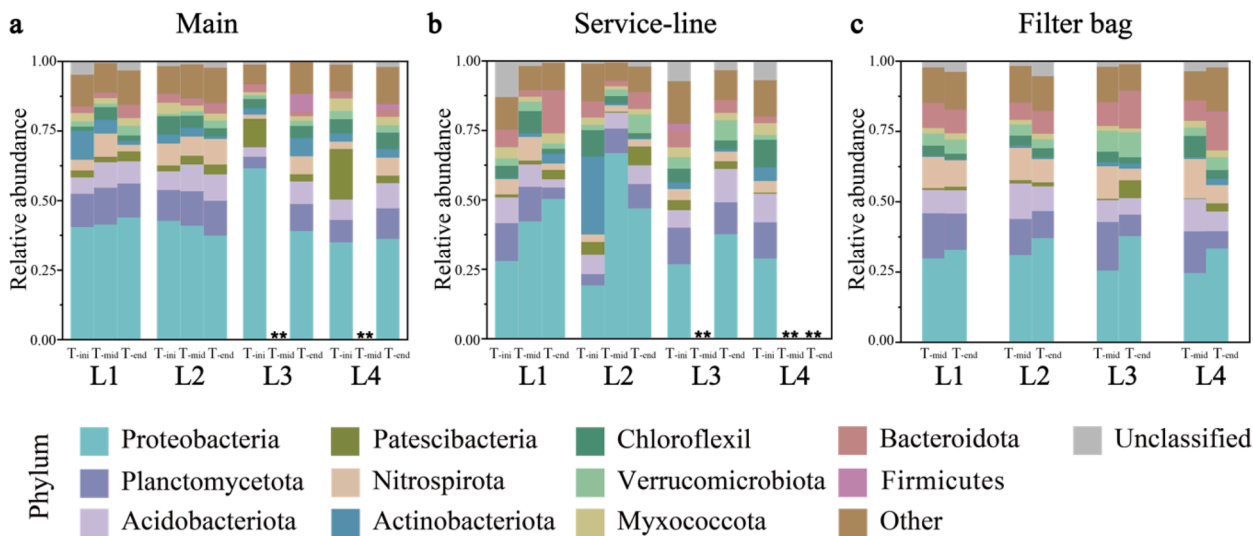 a Main b Service-line c Filter bag
Relative abundance Relative abundance Relative abundance
1.00 1.00 1.00
0.75 0.75 0.75
0.50 0.50 0.50
0.25 0.25 0.25
0.00 ** ** 0.00 ** ** ** 0.00
T-ini T-mid T-end T-ini T-mid T-end T-ini T-mid T-end T-ini T-mid T-end T-ini T-mid T-end T-ini T-mid T-end T-ini T-mid T-end T-ini T-mid T-end T-mid T-end T-mid T-end T-mid T-end T-mid T-end
L1 L2 L3 L4 L1 L2 L3 L4 L1 L2 L3 L4
Phylum
Proteobacteria Patescibacteria Chloroflexil Bacteroidota Unclassified
Planctomycetota Nitrospirota Verrucomicrobiota Firmicutes
Acidobacteriota Actinobacteriota Myxococcota Other